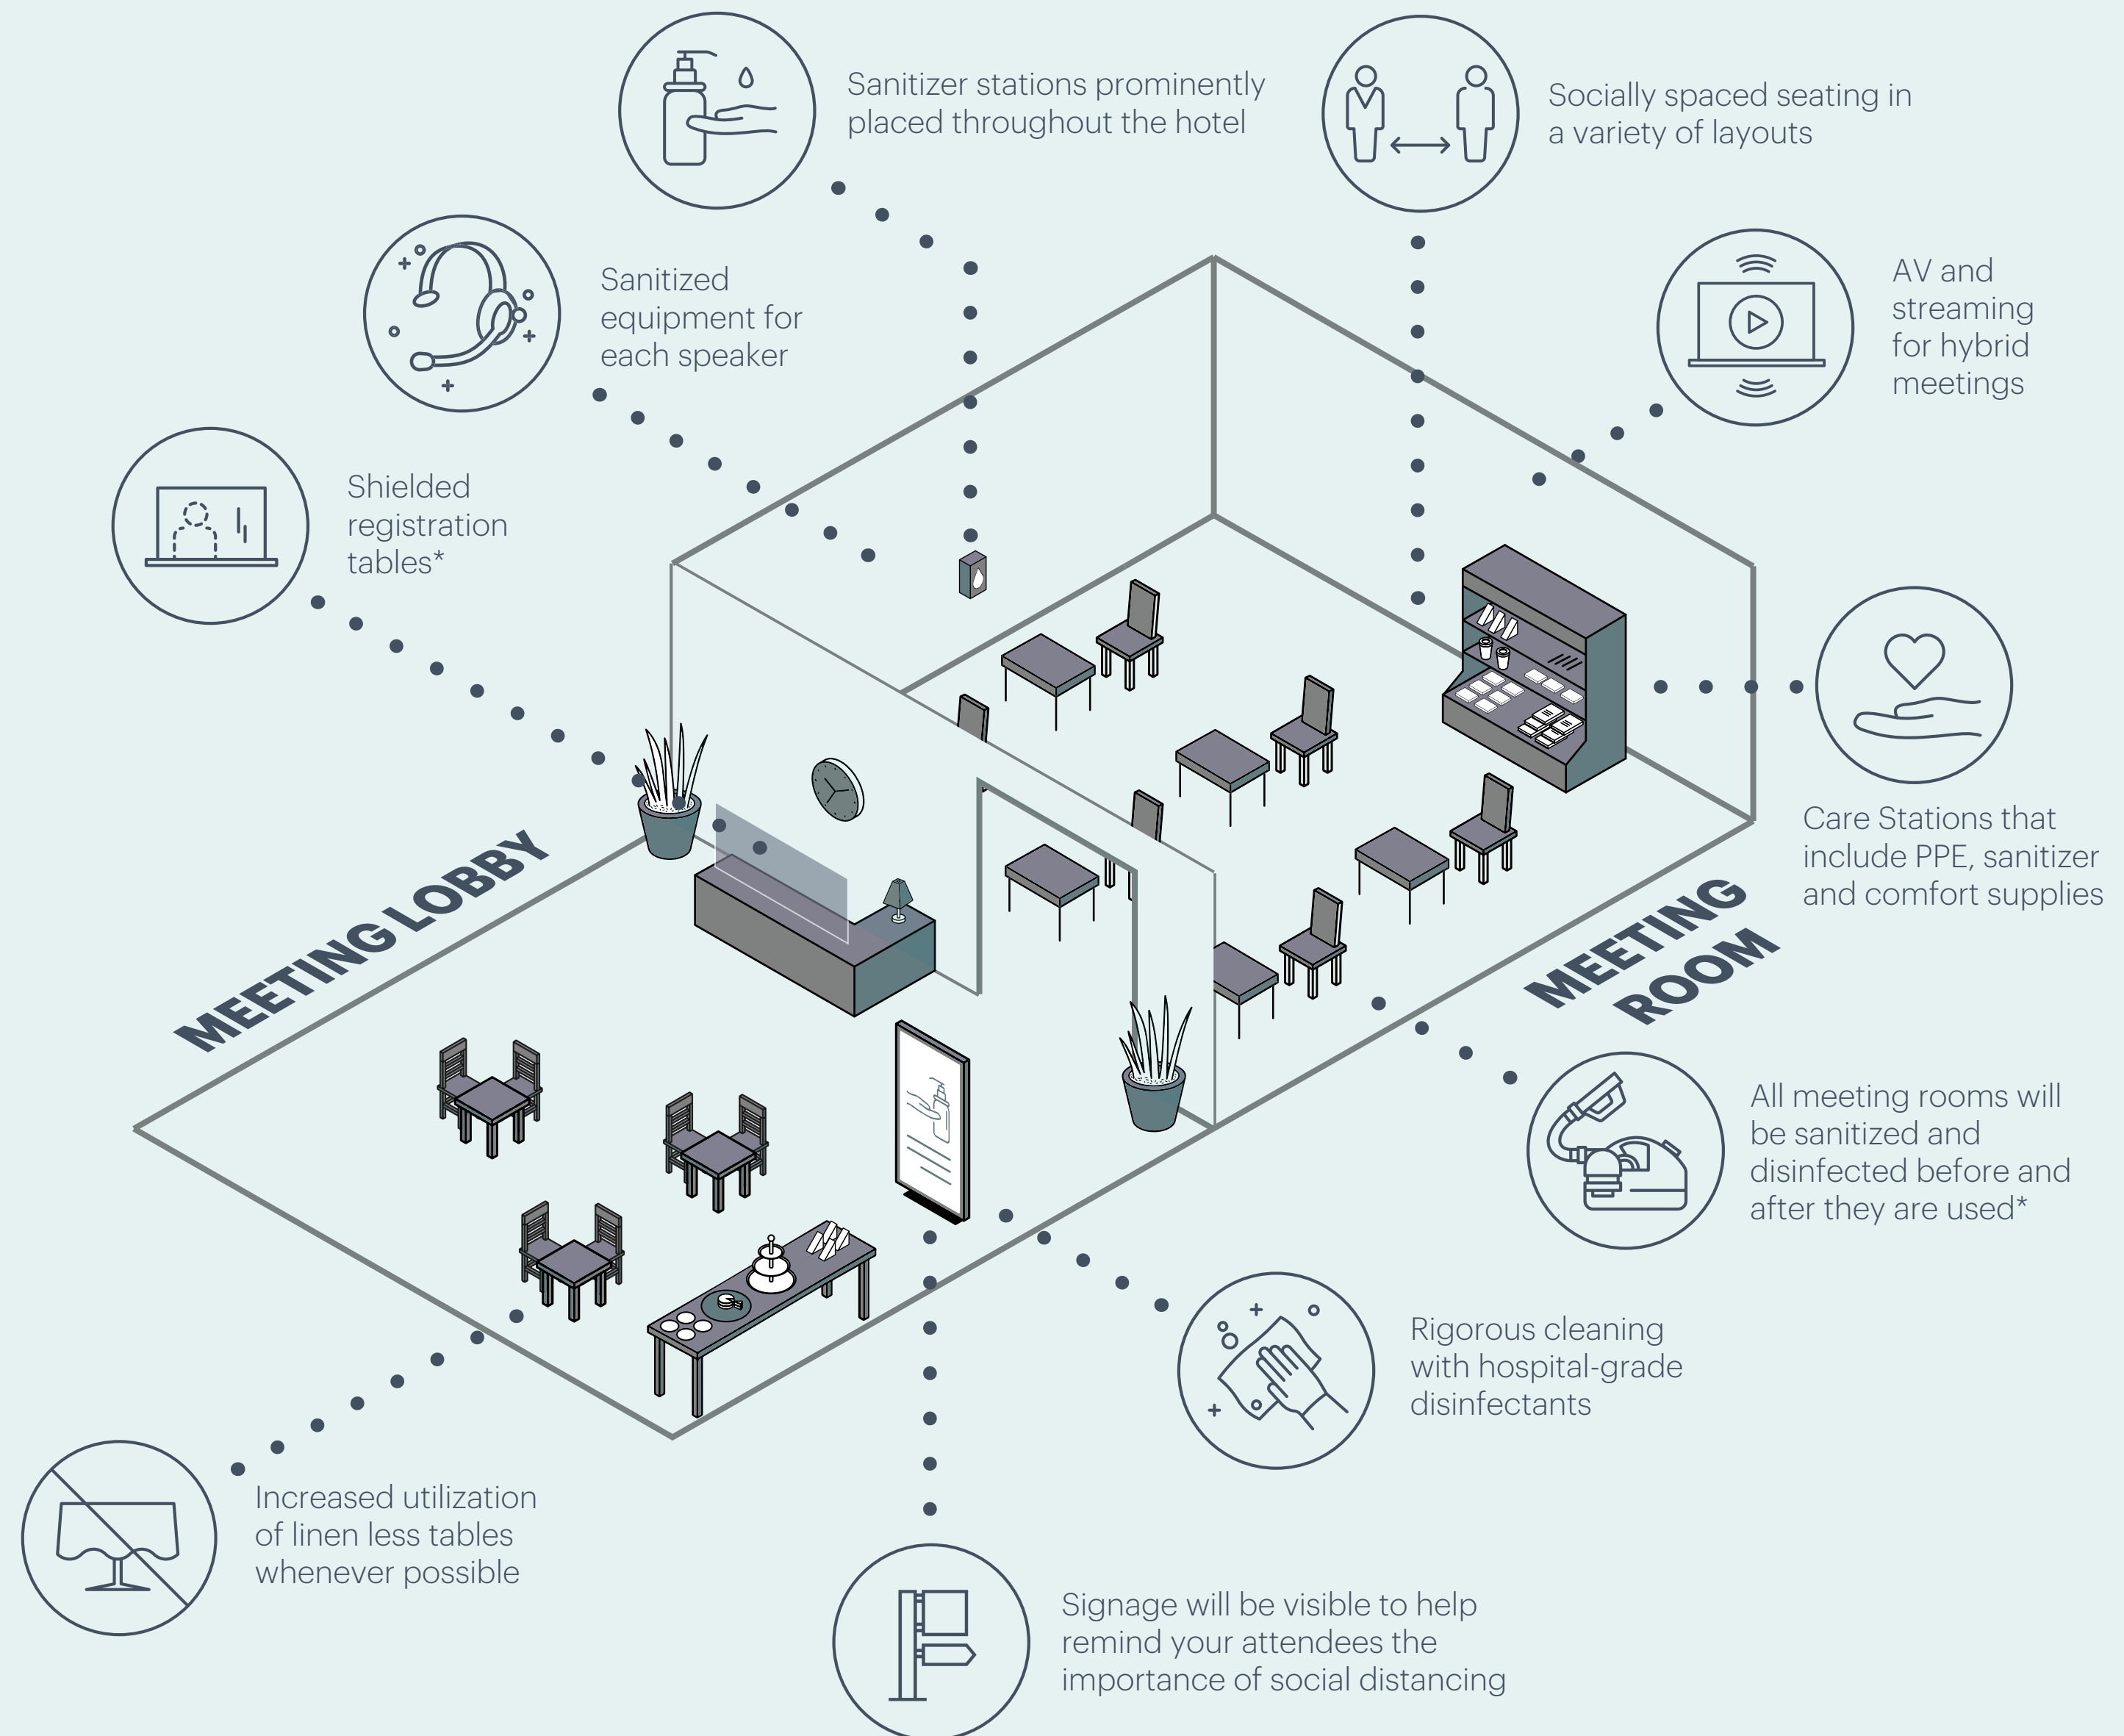 Sanitizer stations prominently
placed throughout the hotel
Socially spaced seating in
a variety of layouts
Sanitized
equipment for
each speaker
AV and
streaming
for hybrid
meetings
Shielded
registration
tables*
Care Stations that
include PPE, sanitizer
and comfort supplies
MEETING LOBBY
MEETING
ROOM
All meeting rooms will
be sanitized and
disinfected before and
after they are used*
Rigorous cleaning
with hospital-grade
disinfectants
Increased utilization
of linen less tables
whenever possible
Signage will be visible to help
remind your attendees the
importance of social distancing